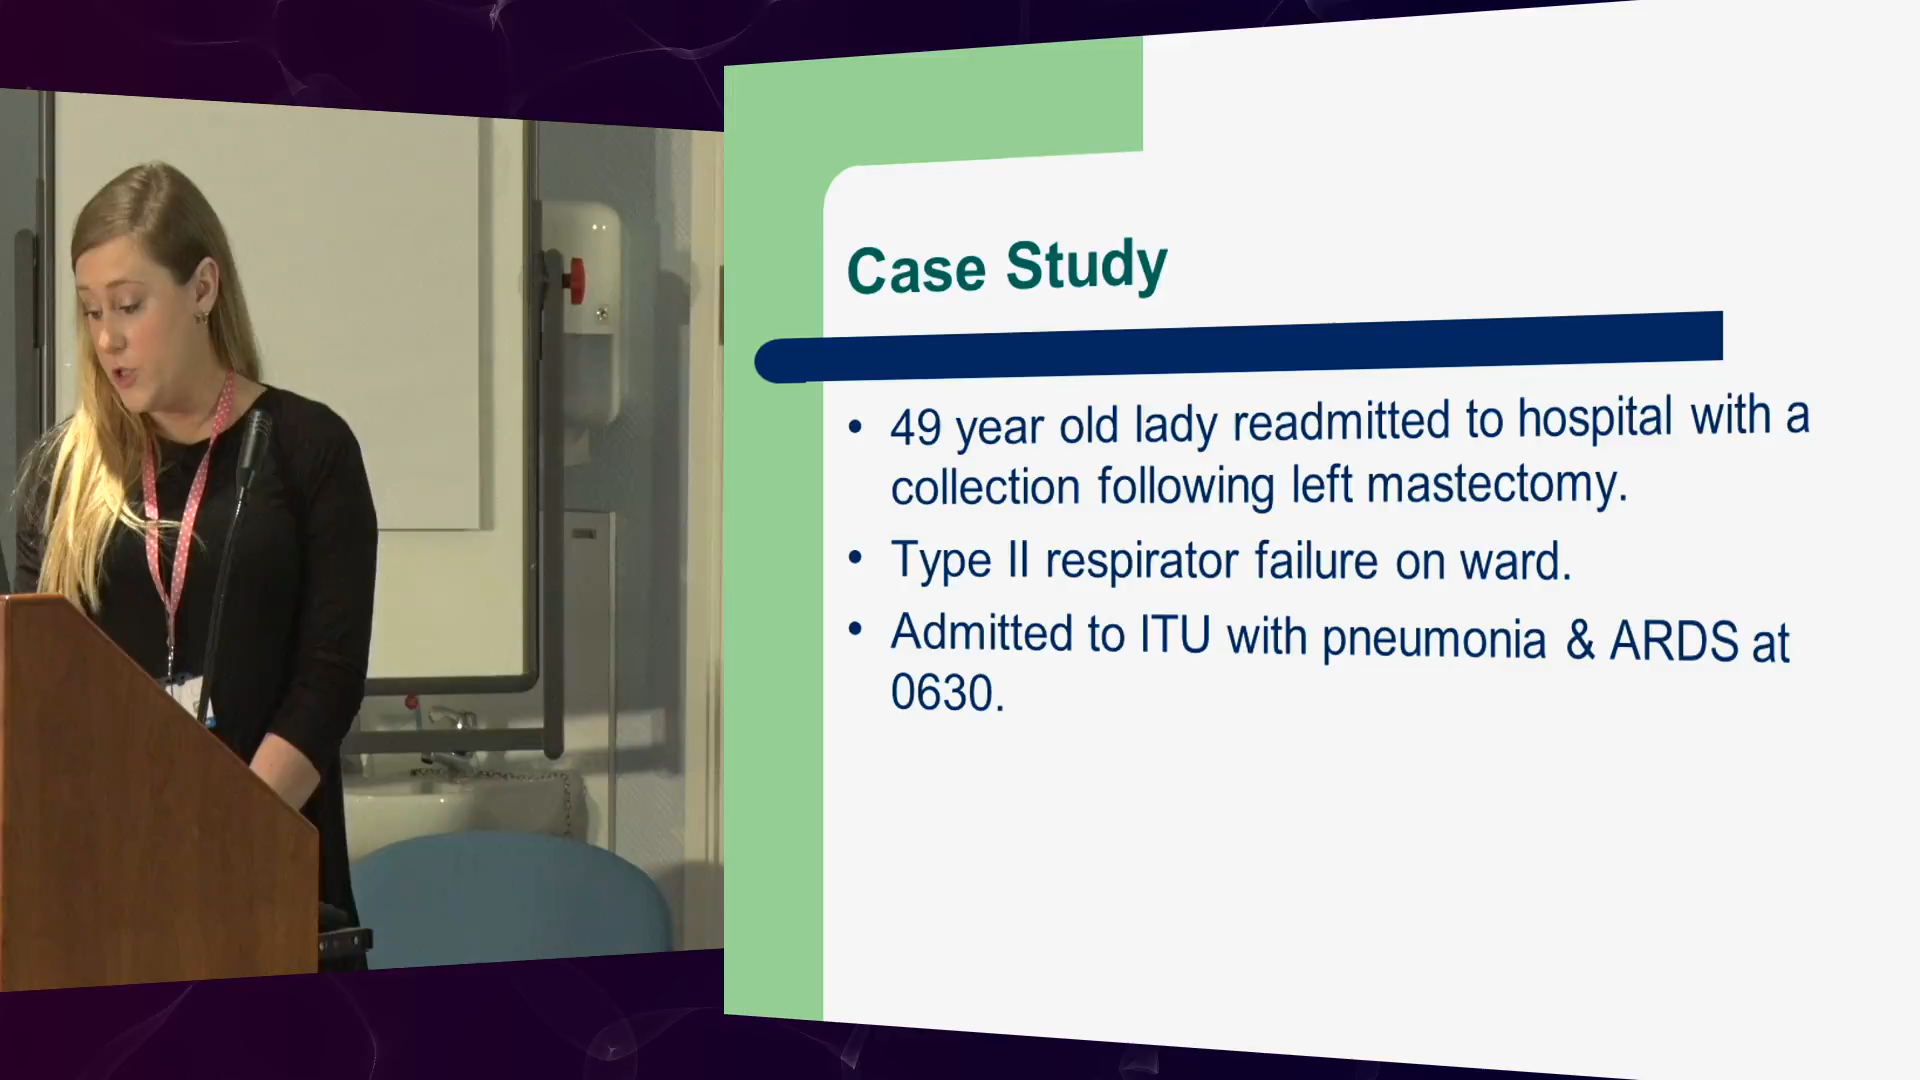 Case Study
• 49 year old lady readmitted to hospital with a
collection following left mastectomy.
• Type II respirator failure on ward.
• Admitted to ITU with pneumonia & ARDS at
0630.